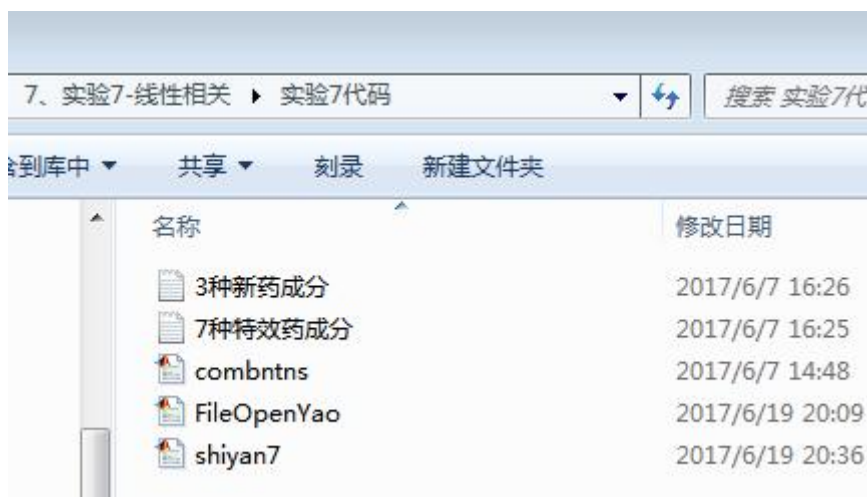 7、实验7-线性相关 ▸ 实验7代码 搜索 实验7代
含到库中 共享 刻录 新建文件夹
名称 修改日期
3种新药成分 2017/6/7 16:26
7种特效药成分 2017/6/7 16:25
combntns 2017/6/7 14:48
FileOpenYao 2017/6/19 20:09
shiyan7 2017/6/19 20:36